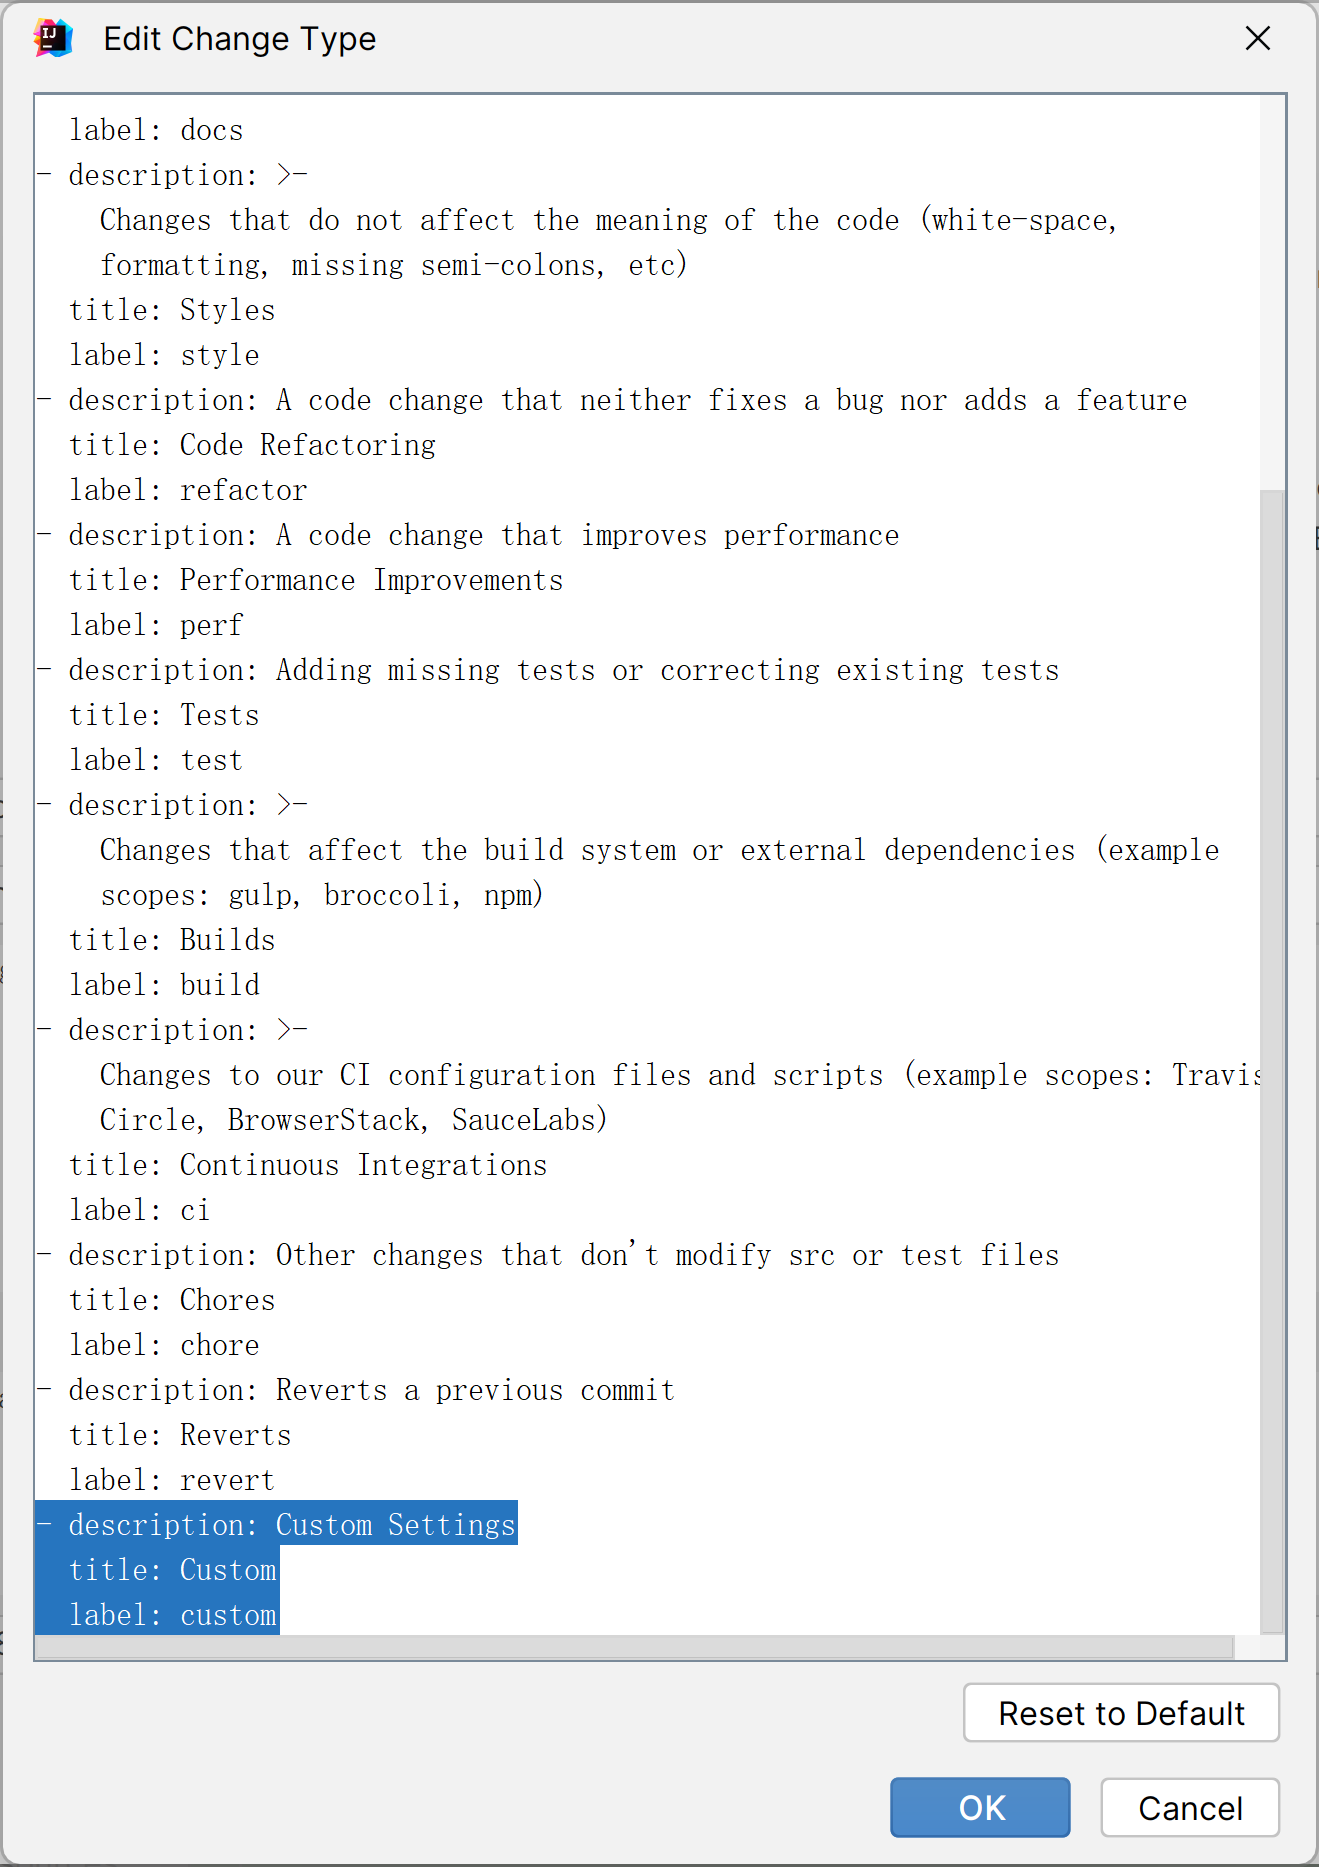 IJ
Edit Change Type
label: docs
- description: >-
Changes that do not affect the meaning of the code (white-space,
formatting, missing semi-colons, etc)
title: Styles
label: style
- description: A code change that neither fixes a bug nor adds a feature
title: Code Refactoring
label: refactor
- description: A code change that improves performance
title: Performance Improvements
label: perf
- description: Adding missing tests or correcting existing tests
title: Tests
label: test
- description: >-
Changes that affect the build system or external dependencies (example
scopes: gulp, broccoli, npm)
title: Builds
label: build
- description: >-
Changes to our CI configuration files and scripts (example scopes: Travis
Circle, BrowserStack, SauceLabs)
title: Continuous Integrations
label: ci
- description: Other changes that don't modify src or test files
title: Chores
label: chore
- description: Reverts a previous commit
title: Reverts
label: revert
- description: Custom Settings
title: Custom
label: custom
Reset to Default
OK
Cancel